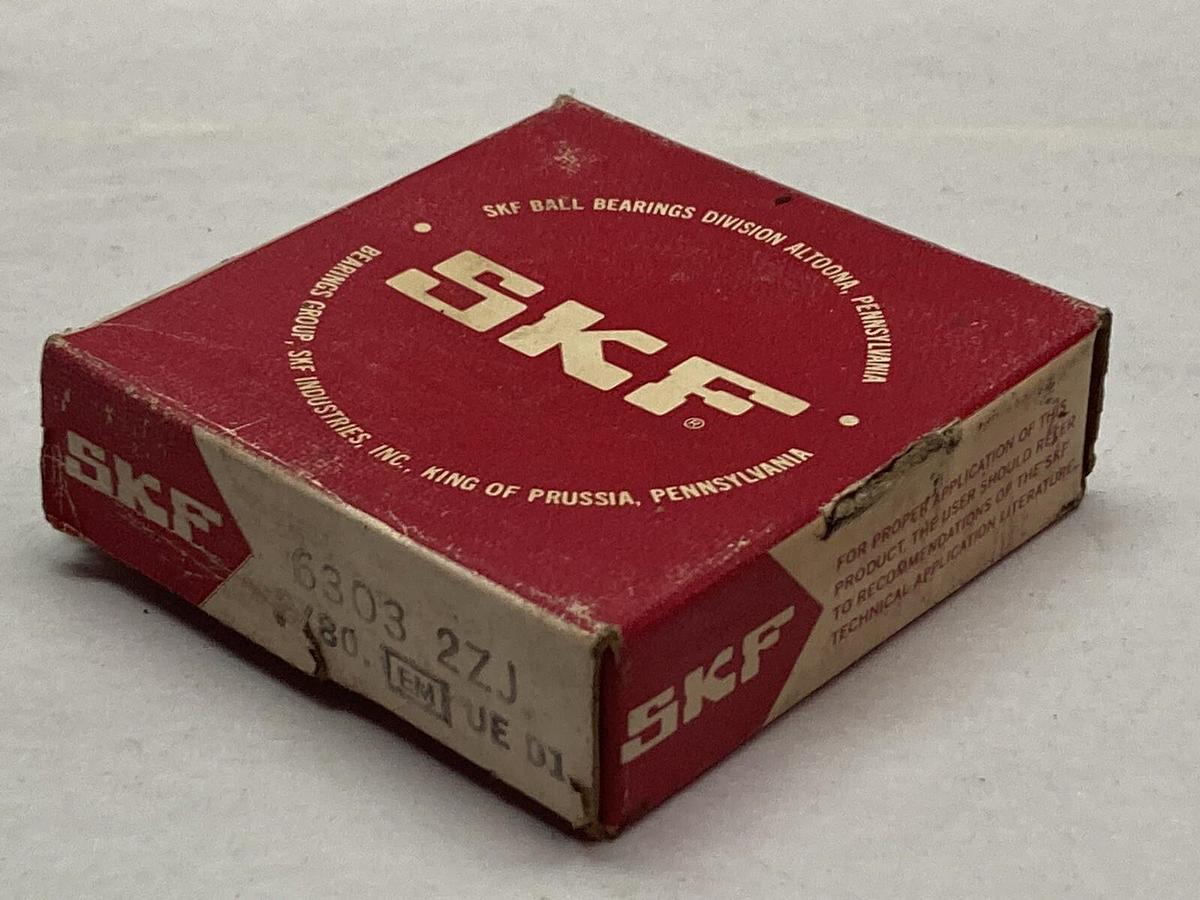 SKF BALL BEARINGS DIVISION ALTOONA, PENNSYLVANIA
SKF®
BEARINGS GROUP, SKF INDUSTRIES, INC., KING OF PRUSSIA, PENNSYLVANIA
SKF
6303 2ZJ
/80. EM UE 01
SKF
FOR PROPER APPLICATION OF THIS
PRODUCT, THE USER SHOULD REFER
TO RECOMMENDATIONS OF THE SKF
TECHNICAL APPLICATION LITERATURE.